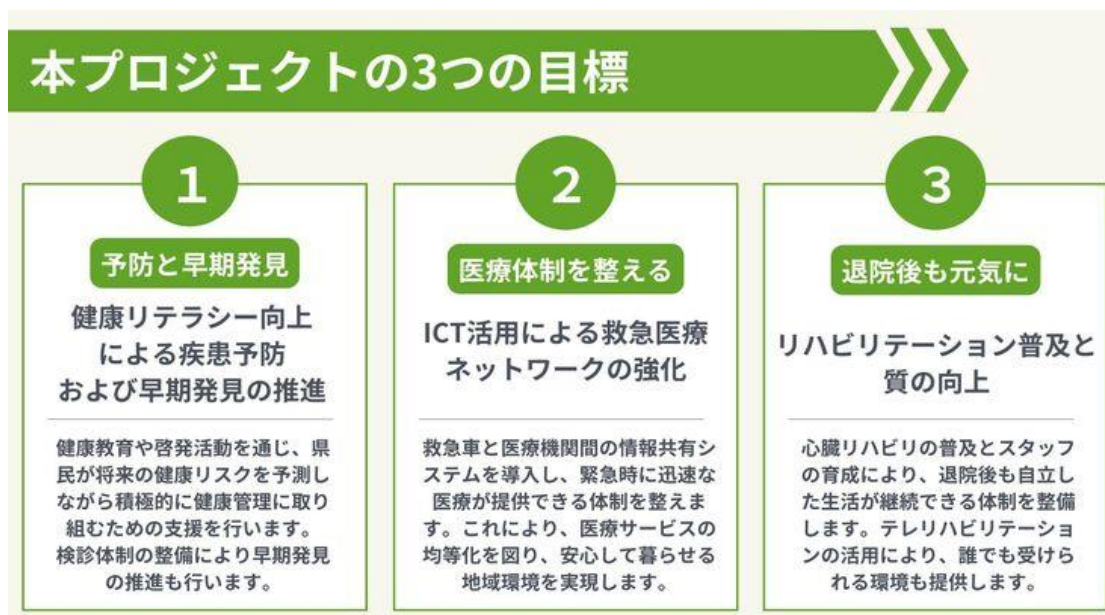 本プロジェクトの3つの目標
1
予防と早期発見
健康リテラシー向上
による疾患予防
および早期発見の推進
健康教育や啓発活動を通じ、県
民が将来の健康リスクを予測し
ながら積極的に健康管理に取り
組むための支援を行います。
検診体制の整備により早期発見
の推進も行います。
2
医療体制を整える
ICT活用による救急医療
ネットワークの強化
救急車と医療機関間の情報共有シ
ステムを導入し、緊急時に迅速な
医療が提供できる体制を整えま
す。これにより、医療サービスの
均等化を図り、安心して暮らせる
地域環境を実現します。
3
退院後も元気に
リハビリテーション普及と
質の向上
心臓リハビリの普及とスタッフ
の育成により、退院後も自立し
た生活が継続できる体制を整備
します。テレリハビリテーショ
ンの活用により、誰でも受けら
れる環境も提供します。